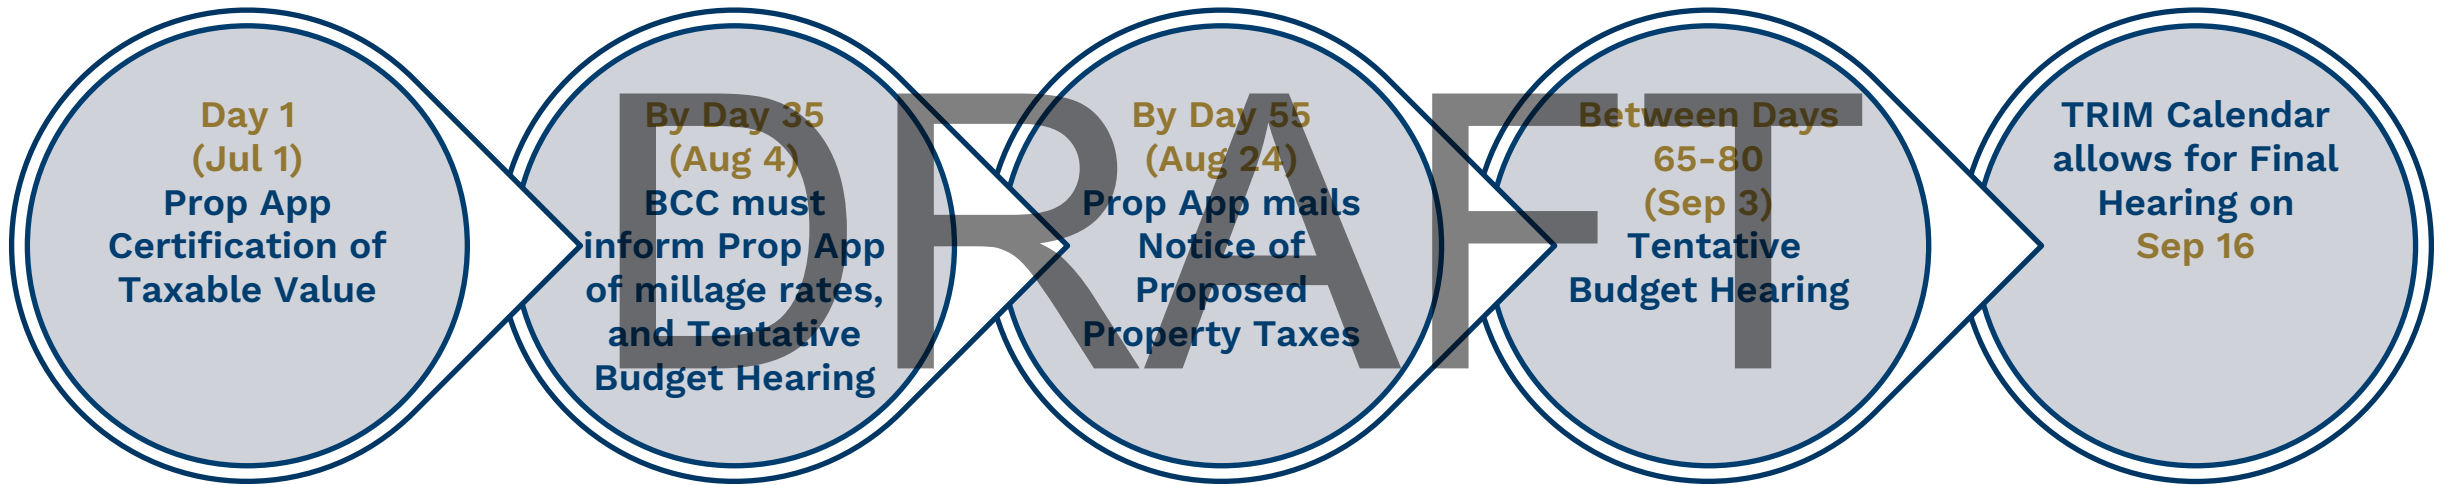 Day 1
(Jul 1)
Prop App
Certification of
Taxable Value
By Day 35
(Aug 4)
BCC must
inform Prop App
of millage rates,
and Tentative
Budget Hearing
By Day 55
(Aug 24)
Prop App mails
Notice of
Proposed
Property Taxes
Between Days
65-80
(Sep 3)
Tentative
Budget Hearing
TRIM Calendar
allows for Final
Hearing on
Sep 16
DRAFT